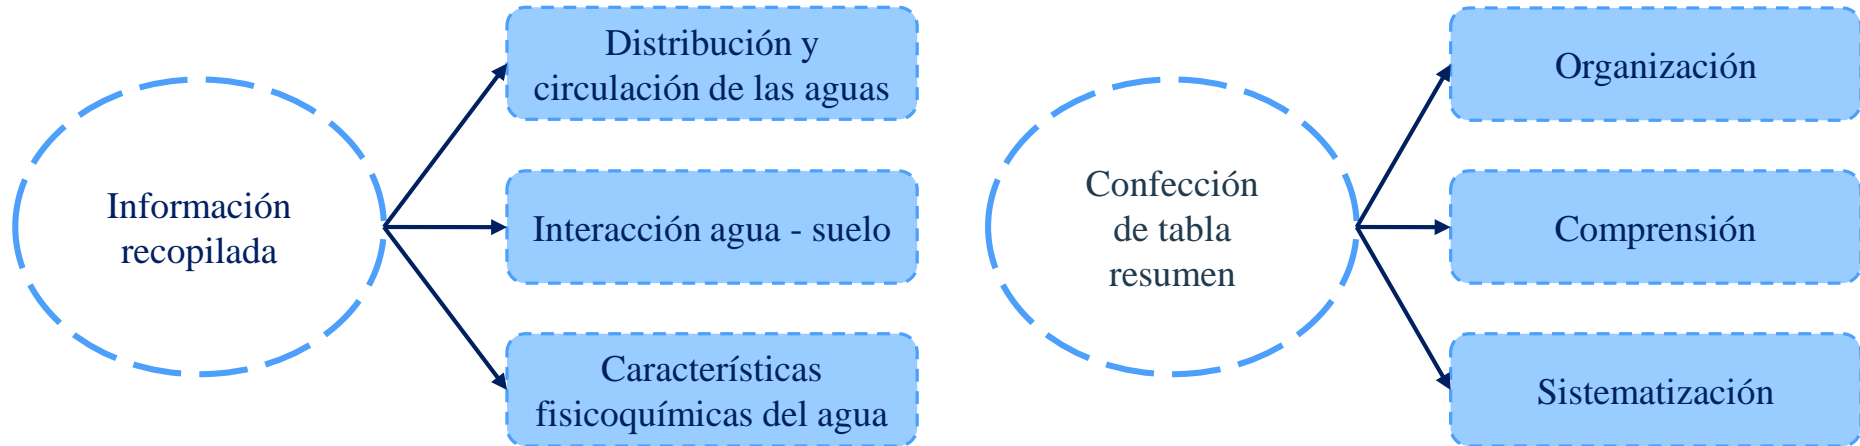 Información
recopilada
Distribución y
circulación de las aguas
Interacción agua - suelo
Característísticas
fisicoquímicas del agua
Confección
de tabla
resumen
Organización
Comprensión
Sistematización